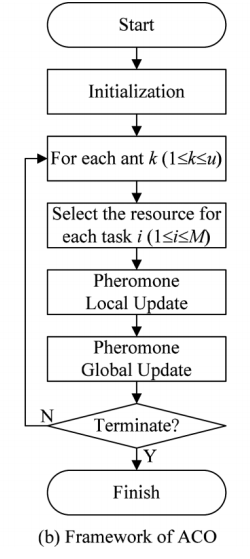 Start
Initialization
For each ant k (1≤k≤u)
Select the resource for
each task i (1≤i≤M)
Pheromone
Local Update
Pheromone
Global Update
N
Terminate?
Y
Finish
(b) Framework of ACO